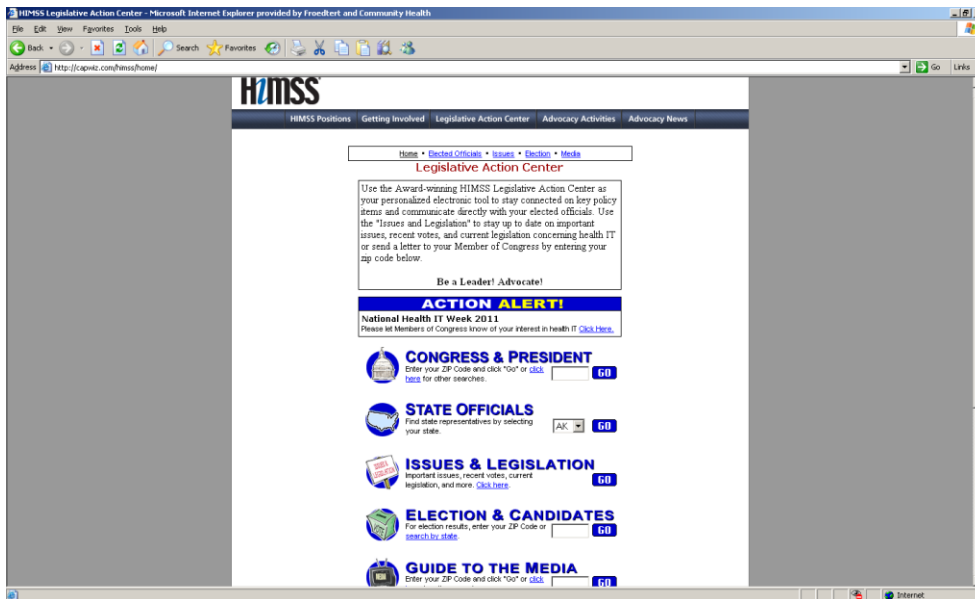 HIMSS Legislative Action Center - Microsoft Internet Explorer provided by Froedtert and Community Health
File Edit View Favorites Tools Help
Back Search Favorites
Address http://capwiz.com/himss/home/ Go Links
HIMSS
HIMSS Positions Getting Involved Legislative Action Center Advocacy Activities Advocacy News
Home • Elected Officials • Issues • Election • Media
Legislative Action Center
Use the Award-winning HIMSS Legislative Action Center as
your personalized electronic tool to stay connected on key policy
items and communicate directly with your elected officials. Use
the "Issues and Legislation" to stay up to date on important
issues, recent votes, and current legislation concerning health IT
or send a letter to your Member of Congress by entering your
zip code below.
Be a Leader! Advocate!
ACTION ALERT!
National Health IT Week 2011
Please let Members of Congress know of your interest in health IT Click Here.
CONGRESS & PRESIDENT
Enter your ZIP Code and click "Go" or click
here for other searches.
GO
STATE OFFICIALS
Find state representatives by selecting
your state.
AK GO
ISSUES & LEGISLATION
Important issues, recent votes, current
legislation, and more. Click here.
GO
ELECTION & CANDIDATES
For election results, enter your ZIP Code or
search by state.
GO
GUIDE TO THE MEDIA
Enter your ZIP Code and click "Go" or click
GO
Internet